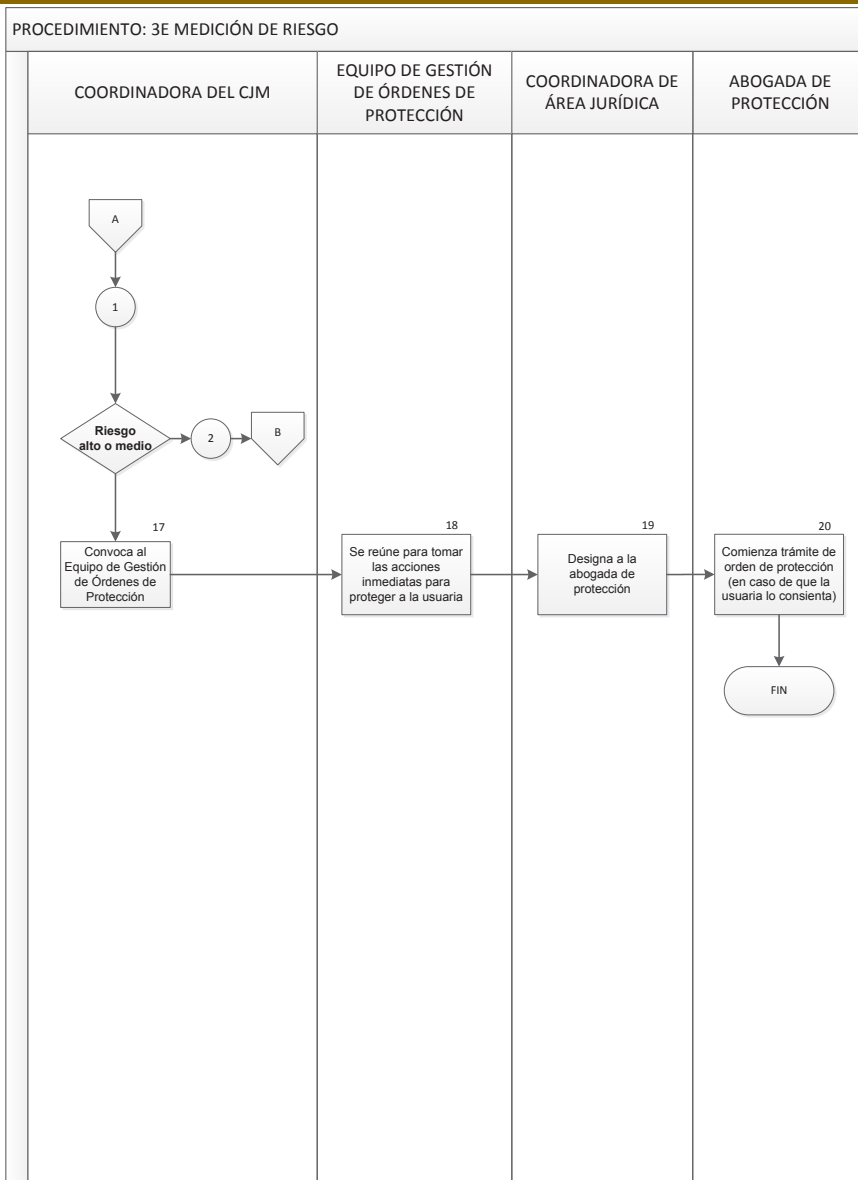 PROCEDIMIENTO: 3E MEDICIÓN DE RIESGO
COORDINADORA DEL CJM
EQUIPO DE GESTIÓN
DE ÓRDENES DE
PROTECCIÓN
COORDINADORA DE
ÁREA JURÍDICA
ABOGADA DE
PROTECCIÓN
A
1
Riesgo
alto o medio
2
B
17
Convoca al
Equipo de Gestión
de Órdenes de
Protección
18
Se reúne para tomar
las acciones
inmediatas para
proteger a la usuaria
19
Designa a la
abogada de
protección
20
Comienza trámite de
orden de protección
(en caso de que la
usuaria lo consienta)
FIN